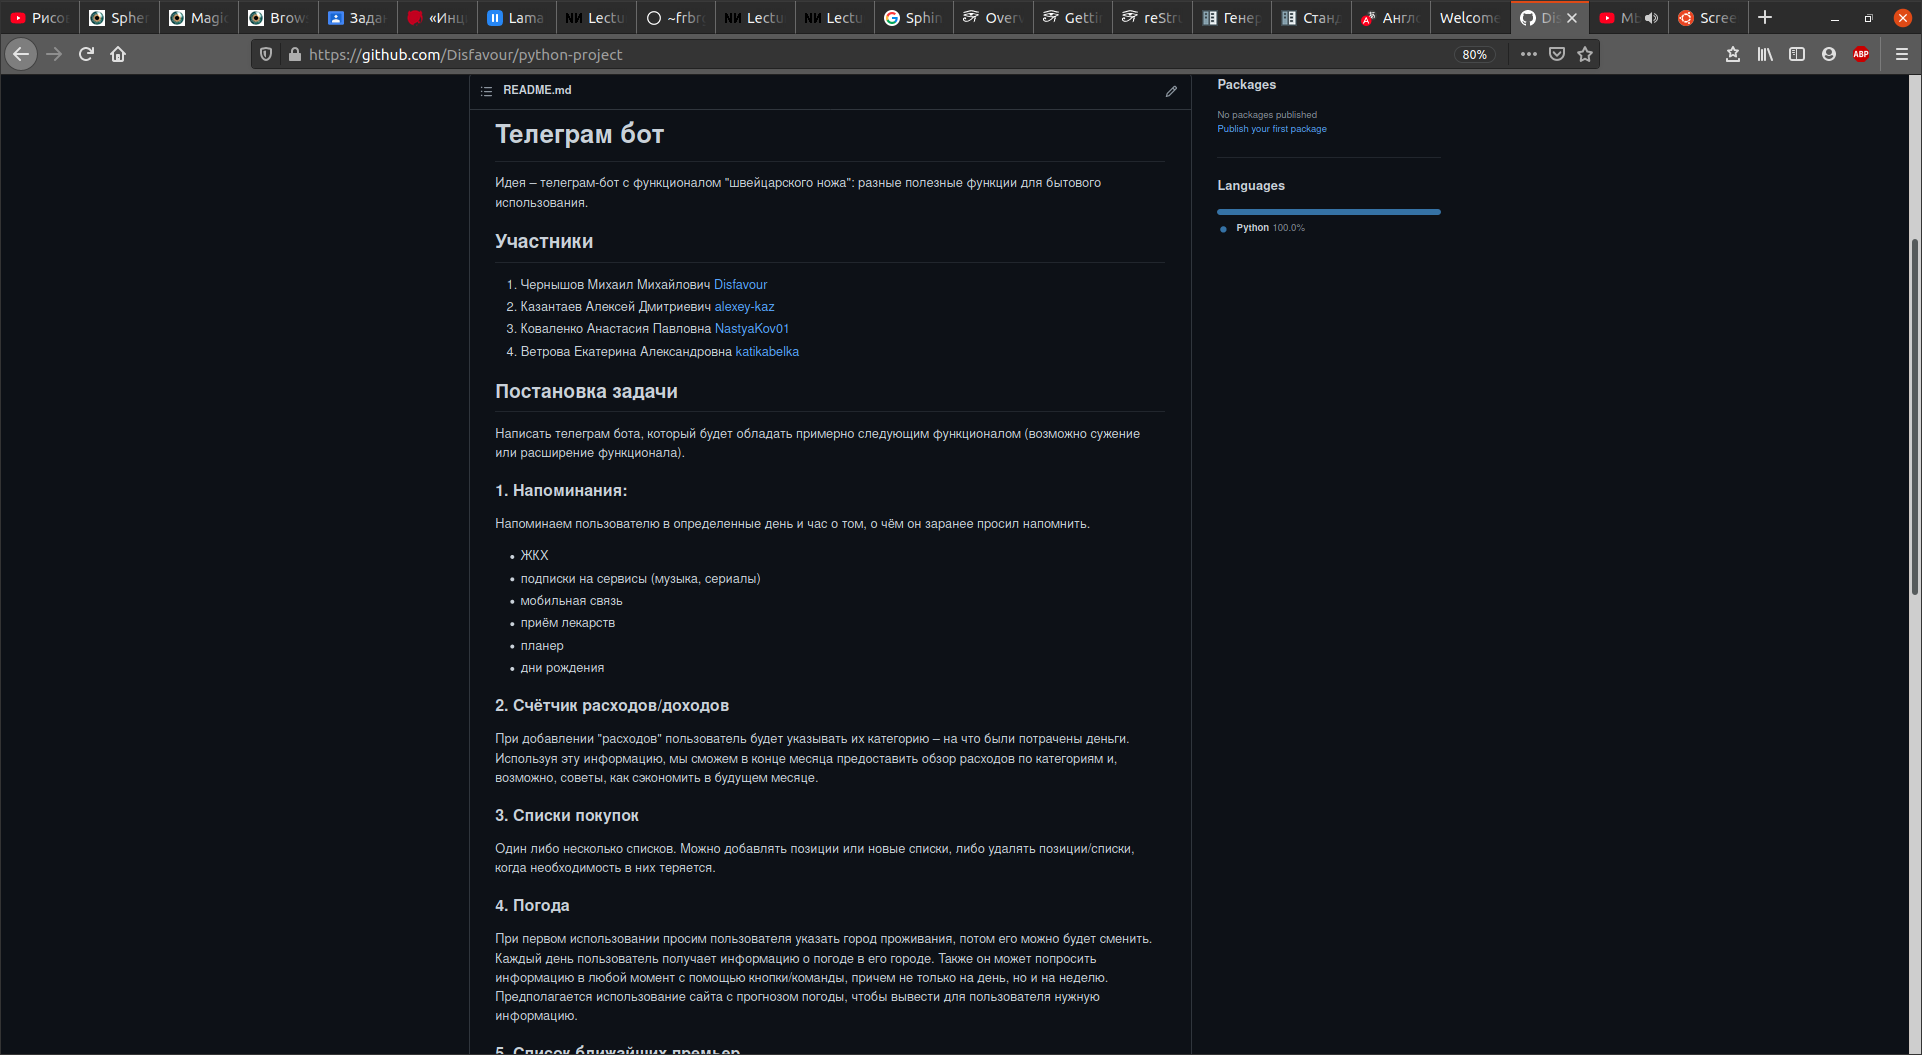 Рисо
Spher
Magic
Brow
Зада
«Инц
Lama
Lectu
~frbr
Lectu
Lectu
Sphin
Over
Getti
reStru
Генер
Станд
Англ
Welcome
Dis
Мь
Scree
https://github.com/Disfavour/python-project
80%
ABP
README.md
Телеграм бот
Идея – телеграм-бот с функционалом "швейцарского ножа": разные полезные функции для бытового
использования.
Участники
1. Чернышов Михаил Михайлович Disfavour
2. Казантаев Алексей Дмитриевич alexey-kaz
3. Коваленко Анастасия Павловна NastyaKov01
4. Ветрова Екатерина Александровна katikabelka
Постановка задачи
Написать телеграм бота, который будет обладать примерно следующим функционалом (возможно сужение
или расширение функционала).
1. Напоминания:
Напоминаем пользователю в определенные день и час о том, о чём он заранее просил напомнить.
• ЖКХ
• подписки на сервисы (музыка, сериалы)
• мобильная связь
• приём лекарств
• планер
• дни рождения
2. Счётчик расходов/доходов
При добавлении "расходов" пользователь будет указывать их категорию – на что были потрачены деньги.
Используя эту информацию, мы сможем в конце месяца предоставить обзор расходов по категориям и,
возможно, советы, как сэкономить в будущем месяце.
3. Списки покупок
Один либо несколько списков. Можно добавлять позиции или новые списки, либо удалять позиции/списки,
когда необходимость в них теряется.
4. Погода
При первом использовании просим пользователя указать город проживания, потом его можно будет сменить.
Каждый день пользователь получает информацию о погоде в его городе. Также он может попросить
информацию в любой момент с помощью кнопки/команды, причем не только на день, но и на неделю.
Предполагается использование сайта с прогнозом погоды, чтобы вывести для пользователя нужную
информацию.
5. Список ближайших премьер
Packages
No packages published
Publish your first package
Languages
Python 100.0%